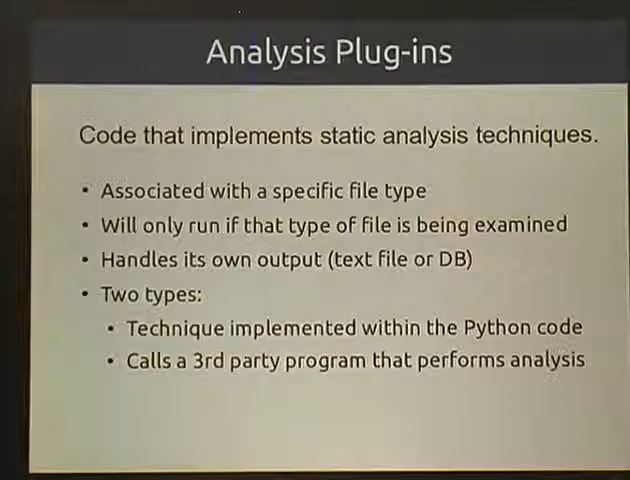 Analysis Plug-ins
Code that implements static analysis techniques.
• Associated with a specific file type
• Will only run if that type of file is being examined
• Handles its own output (text file or DB)
• Two types:
• Technique implemented within the Python code
• Calls a 3rd party program that performs analysis